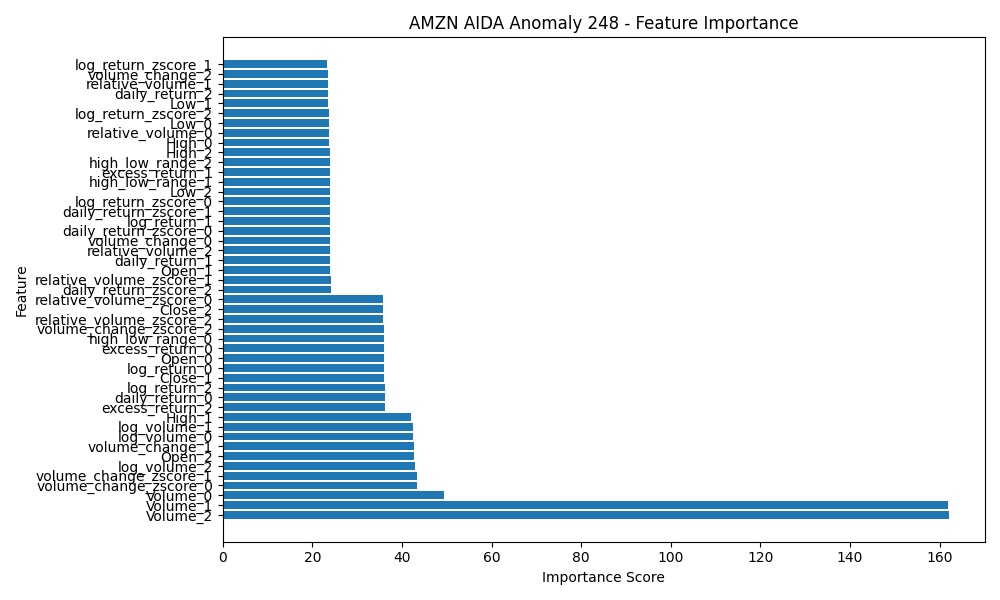 AMZN AIDA Anomaly 248 - Feature Importance
log_return_zscore_1
volume_change_2
relative_volume_1
daily_return_2
Low_1
log_return_zscore_2
Low_0
relative_volume_0
High_0
High_2
high_low_range_2
excess_return_1
high_low_range_1
Low_2
log_return_zscore_0
daily_return_zscore_1
log_return_1
daily_return_zscore_0
volume_change_0
relative_volume_2
daily_return_1
Open_1
relative_volume_zscore_1
daily_return_zscore_2
relative_volume_zscore_0
Close_2
relative_volume_zscore_2
volume_change_zscore_2
high_low_range_0
excess_return_0
Open_0
log_return_0
Close_1
log_return_2
daily_return_0
excess_return_2
High_1
log_volume_1
log_volume_0
volume_change_1
Open_2
log_volume_2
volume_change_zscore_1
volume_change_zscore_0
Volume_0
Volume_1
Volume_2
Feature
0 20 40 60 80 100 120 140 160
Importance Score